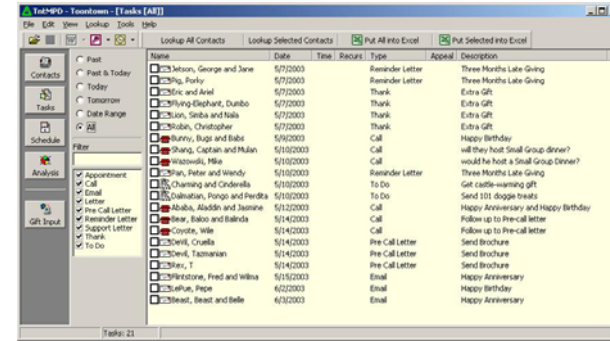 TntMPD - Toontown - [Tasks [All]]
File Edit View Lookup Tools Help
Lookup All Contacts Lookup Selected Contacts Put All into Excel Put Selected into Excel
Contacts
Tasks
Schedule
Analysis
Gift Input
Past
Past & Today
Today
Tomorrow
Date Range
All
Filter
Appointment
Call
Email
Letter
Pre Call Letter
Reminder Letter
Support Letter
Thank
To Do
Name Date Time Recurs Type Appeal Description
Jetson, George and Jane 5/7/2003 Reminder Letter Three Months Late Giving
Pig, Porky 5/7/2003 Reminder Letter Three Months Late Giving
Eric and Ariel 5/7/2003 Thank Extra Gift
Flying-Elephant, Dumbo 5/7/2003 Thank Extra Gift
Lion, Simba and Nala 5/7/2003 Thank Extra Gift
Robin, Christopher 5/7/2003 Thank Extra Gift
Bunny, Bugs and Babs 5/9/2003 Call Happy Birthday
Shang, Captain and Mulan 5/10/2003 Call will they host Small Group dinner?
Wazowski, Mike 5/10/2003 Call would he host a Small Group Dinner?
Pan, Peter and Wendy 5/10/2003 Reminder Letter Three Months Late Giving
Charming and Cinderella 5/10/2003 To Do Get castle-warming gift
Dalmatian, Pongo and Perdita 5/10/2003 To Do Send 101 doggie treats
Ababa, Aladdin and Jasmine 5/12/2003 Call Happy Anniversary and Happy Birthday
Bear, Baloo and Balinda 5/14/2003 Call Follow up to Pre-call letter
Coyote, Wile 5/14/2003 Call Follow up to Pre-call letter
DeVil, Cruella 5/14/2003 Pre Call Letter Send Brochure
Devil, Tazmanian 5/14/2003 Pre Call Letter Send Brochure
Rex, T 5/14/2003 Pre Call Letter Send Brochure
Flintstone, Fred and Wilma 5/15/2003 Email Happy Anniversary
LePue, Pepe 6/2/2003 Email Happy Birthday
Beast, Beast and Belle 6/3/2003 Email Happy Anniversary
Tasks: 21